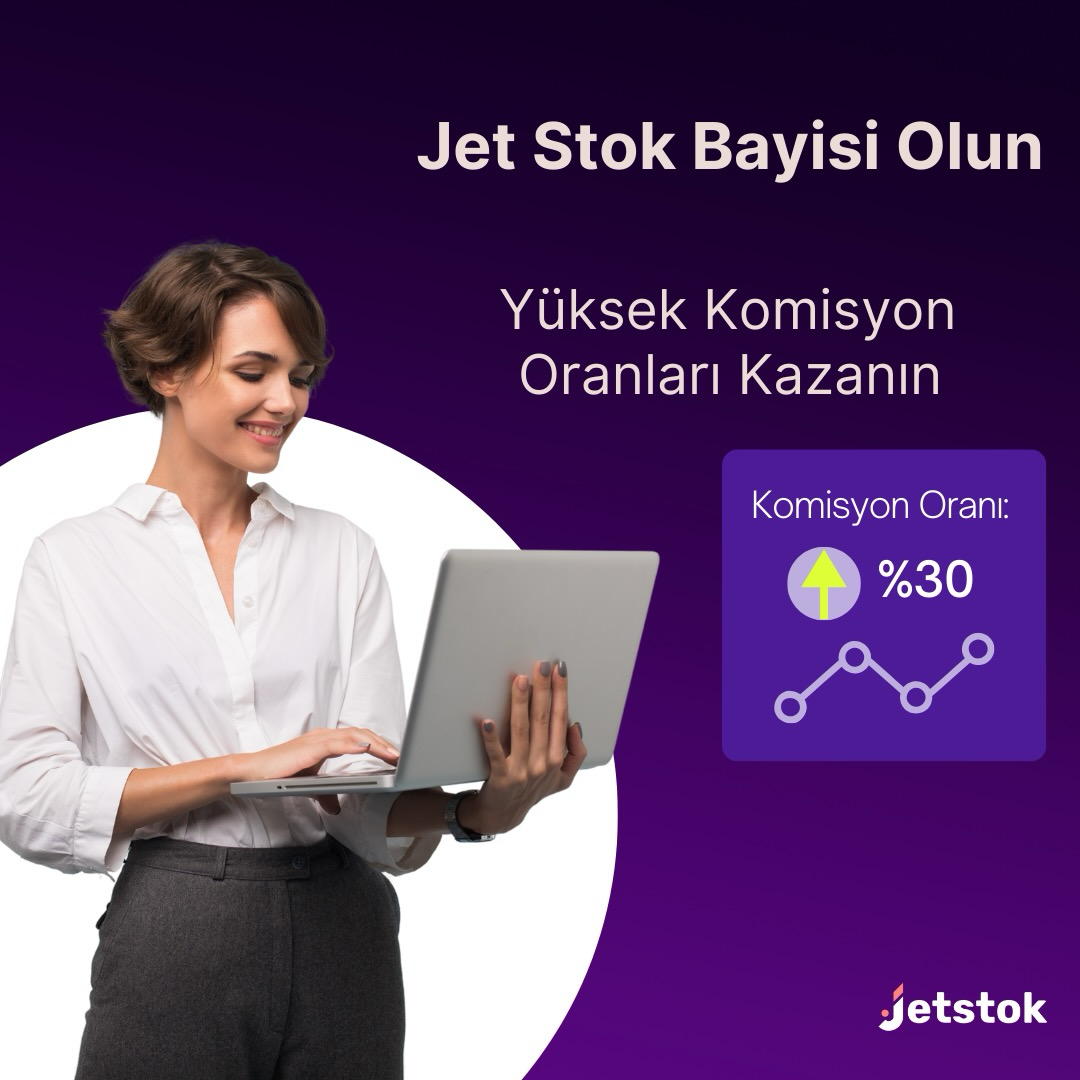 Jet Stok Bayisi Olun
Yüksek Komisyon
Oranları Kazanın
Komisyon Oranı:
%30
jetstok